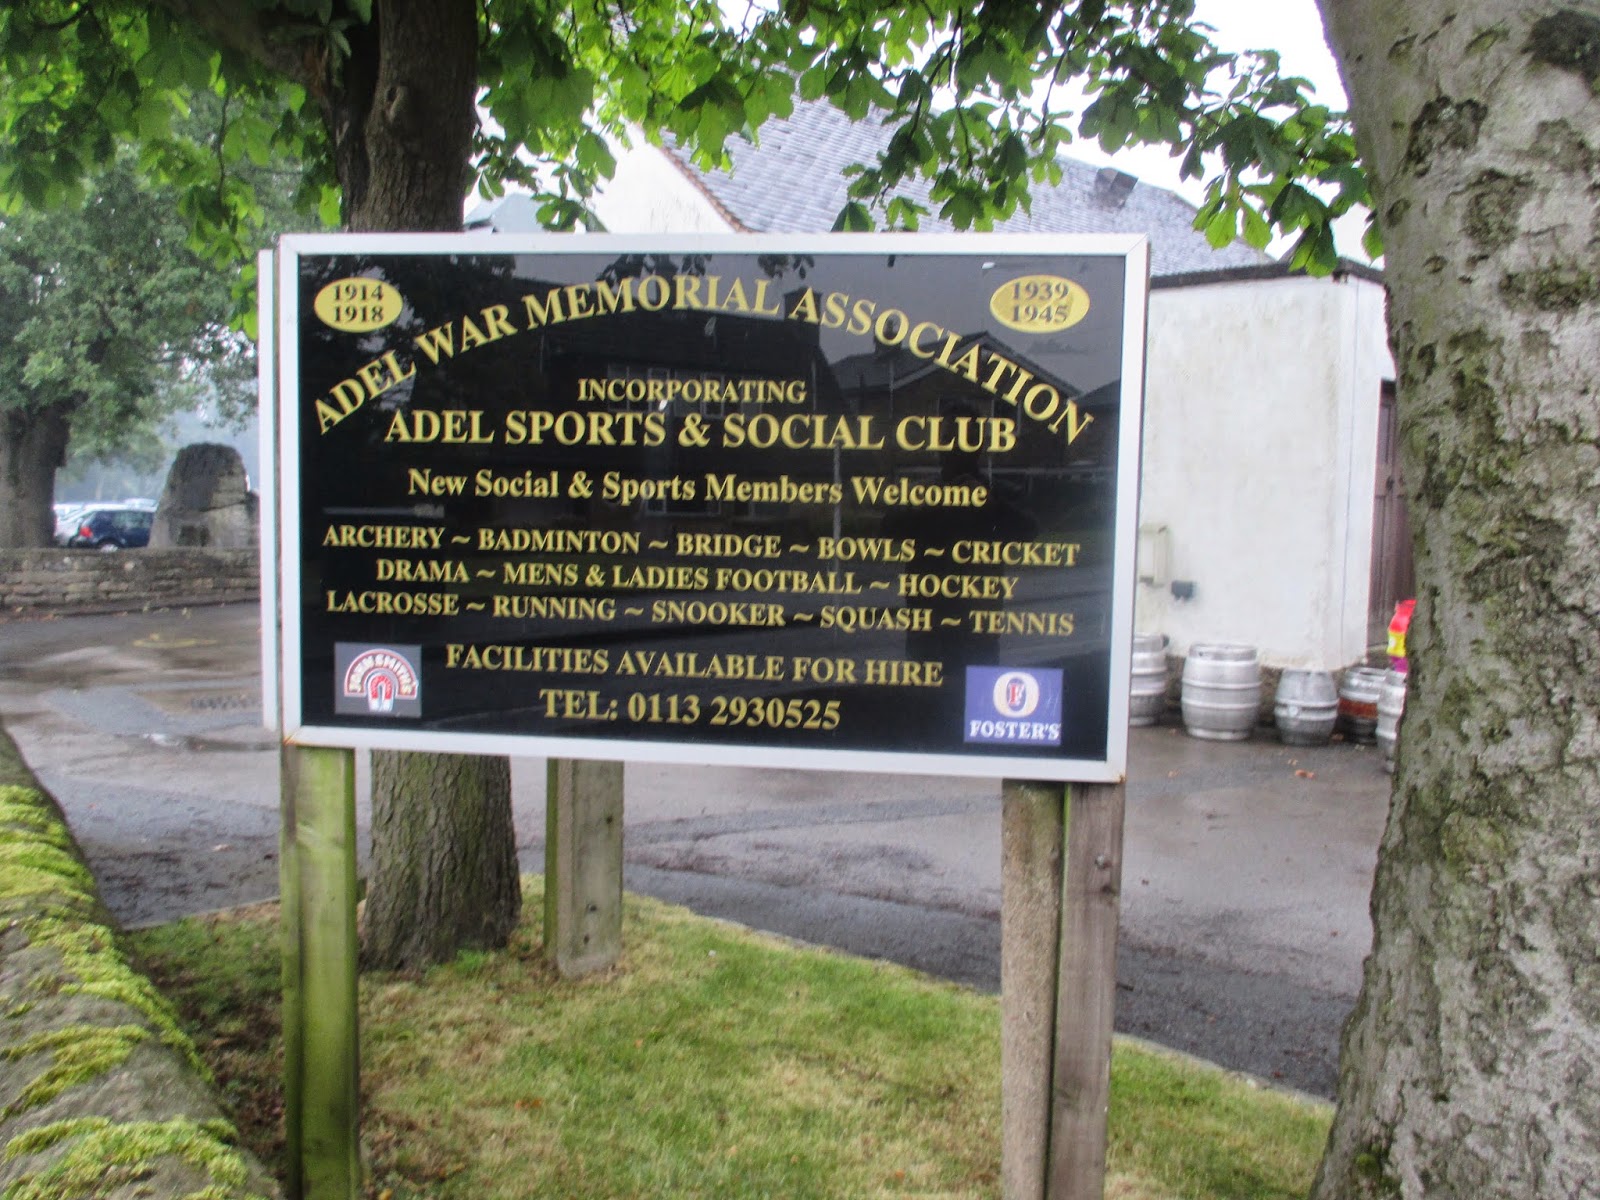 1914
1918
1939
1945
ADEL WAR MEMORIAL ASSOCIATION
INCORPORATING
ADEL SPORTS & SOCIAL CLUB
New Social & Sports Members Welcome
ARCHERY ~ BADMINTON ~ BRIDGE ~ BOWLS ~ CRICKET
DRAMA ~ MENS & LADIES FOOTBALL ~ HOCKEY
LACROSSE ~ RUNNING ~ SNOOKER ~ SQUASH ~ TENNIS
FACILITIES AVAILABLE FOR HIRE
TEL: 0113 2930525
JOHN SMITH'S
F
FOSTER'S